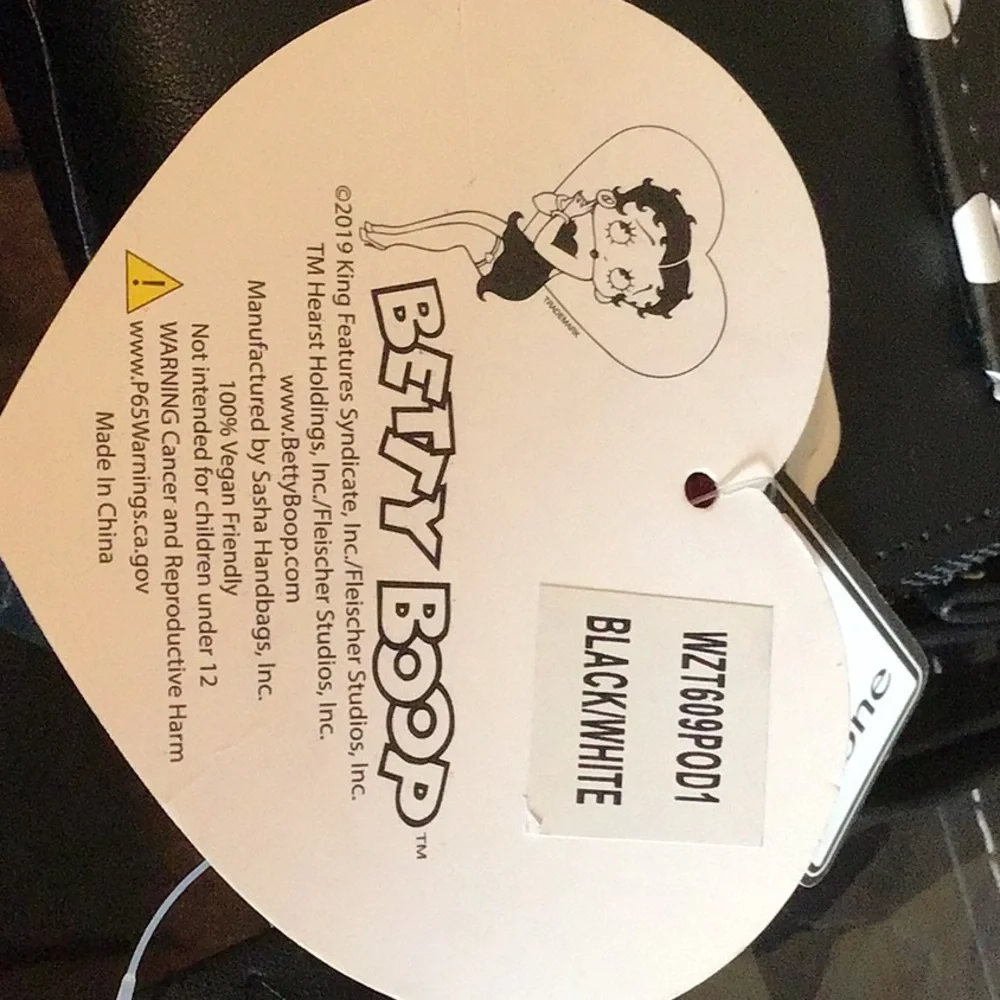 TRADEMARK
WZT609POD1
BLACK/WHITE
BETTY BOOP™
©2019 King Features Syndicate, Inc./Fleischer Studios, Inc.
TM Hearst Holdings, Inc./Fleischer Studios, Inc.
www.BettyBoop.com
Manufactured by Sasha Handbags, Inc.
100% Vegan Friendly
Not intended for children under 12
WARNING Cancer and Reproductive Harm
www.P65Warnings.ca.gov
Made In China